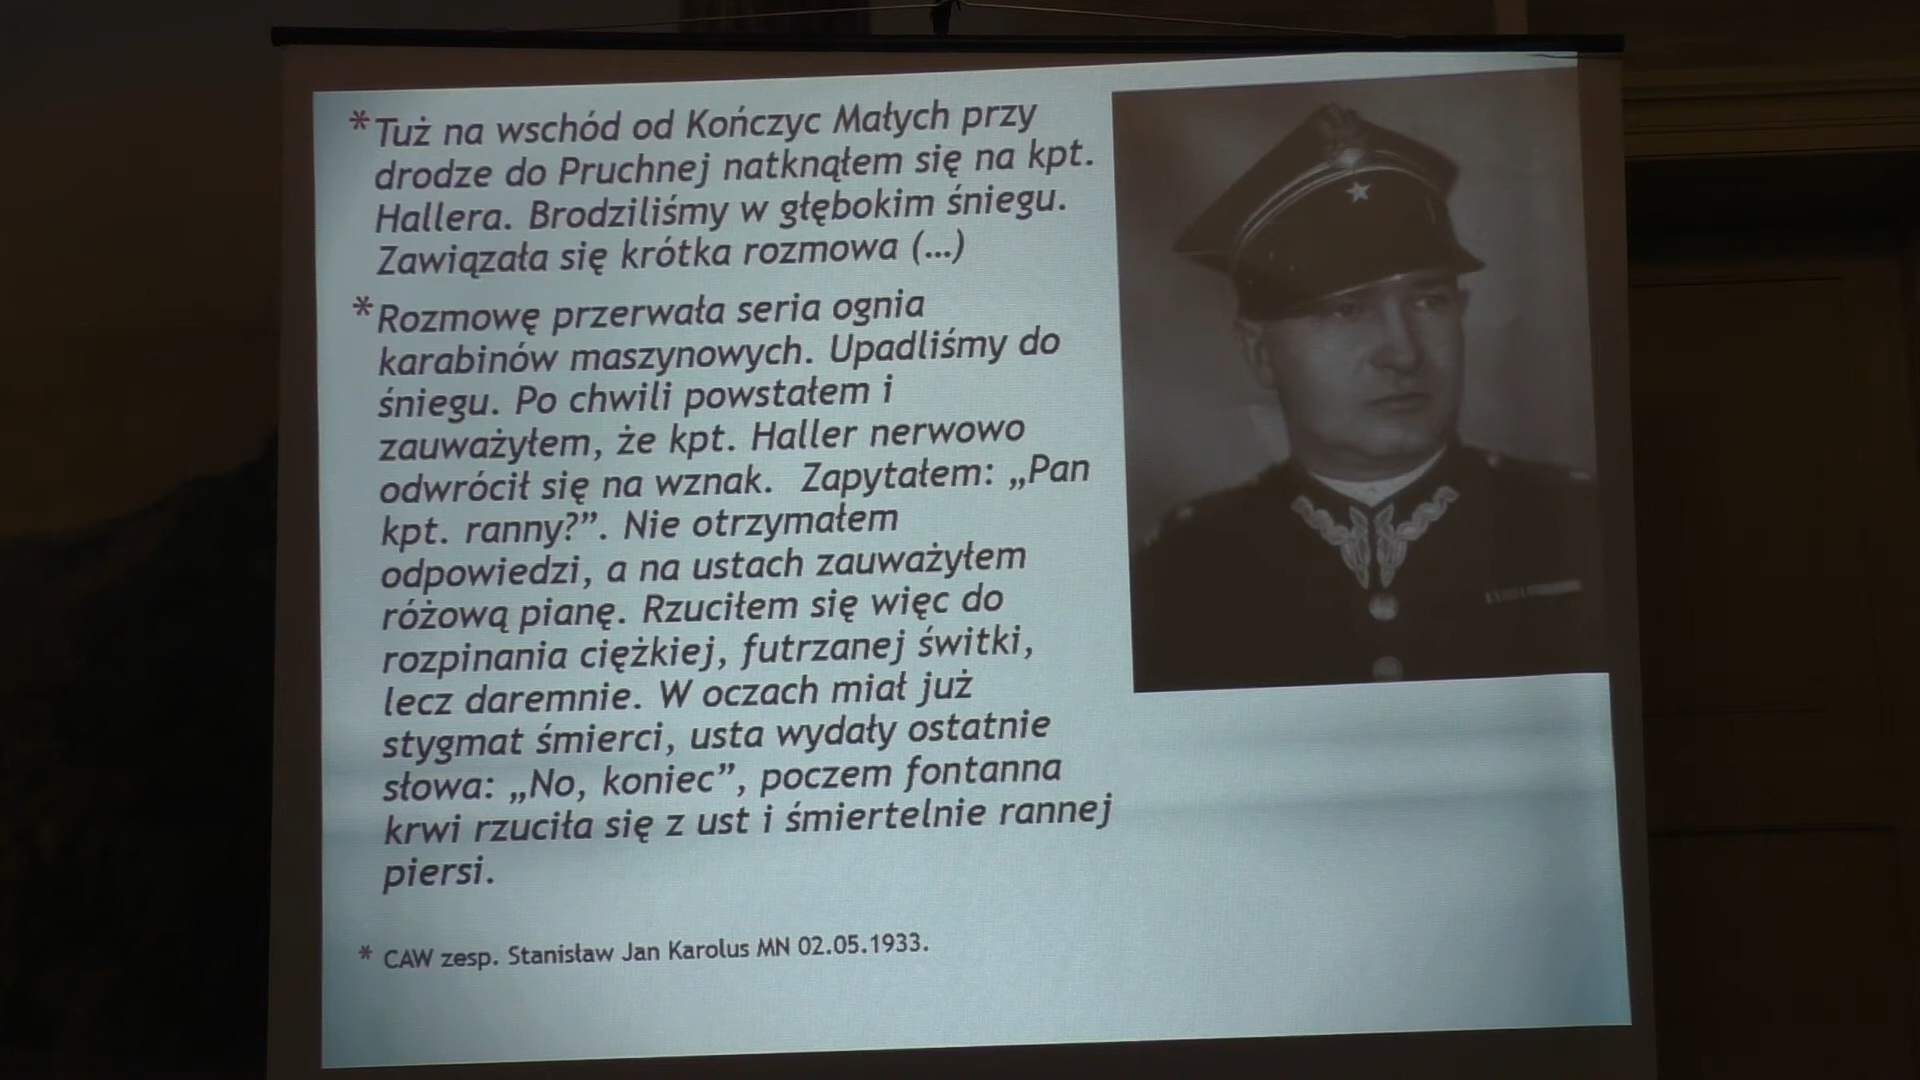 * Tuż na wschód od Kończyc Małych przy
drodze do Pruchnej natknąłem się na kpt.
Hallera. Brodziliśmy w głębokim śniegu.
Zawiązała się krótka rozmowa (...)
* Rozmowę przerwała seria ognia
karabinów maszynowych. Upadliśmy do
śniegu. Po chwili powstałem i
zauważyłem, że kpt. Haller nerwowo
odwrócił się na wznak. Zapytałem: „Pan
kpt. ranny?”. Nie otrzymałem
odpowiedzi, a na ustach zauważyłem
różową pianę. Rzuciłem się więc do
rozpinania ciężkiej, futrzanej świtki,
lecz daremnie. W oczach miał już
stygmat śmierci, usta wydały ostatnie
słowa: „No, koniec”, poczem fontanna
krwi rzuciła się z ust i śmiertelnie rannej
piersi.
* CAW zesp. Stanisław Jan Karolus MN 02.05.1933.